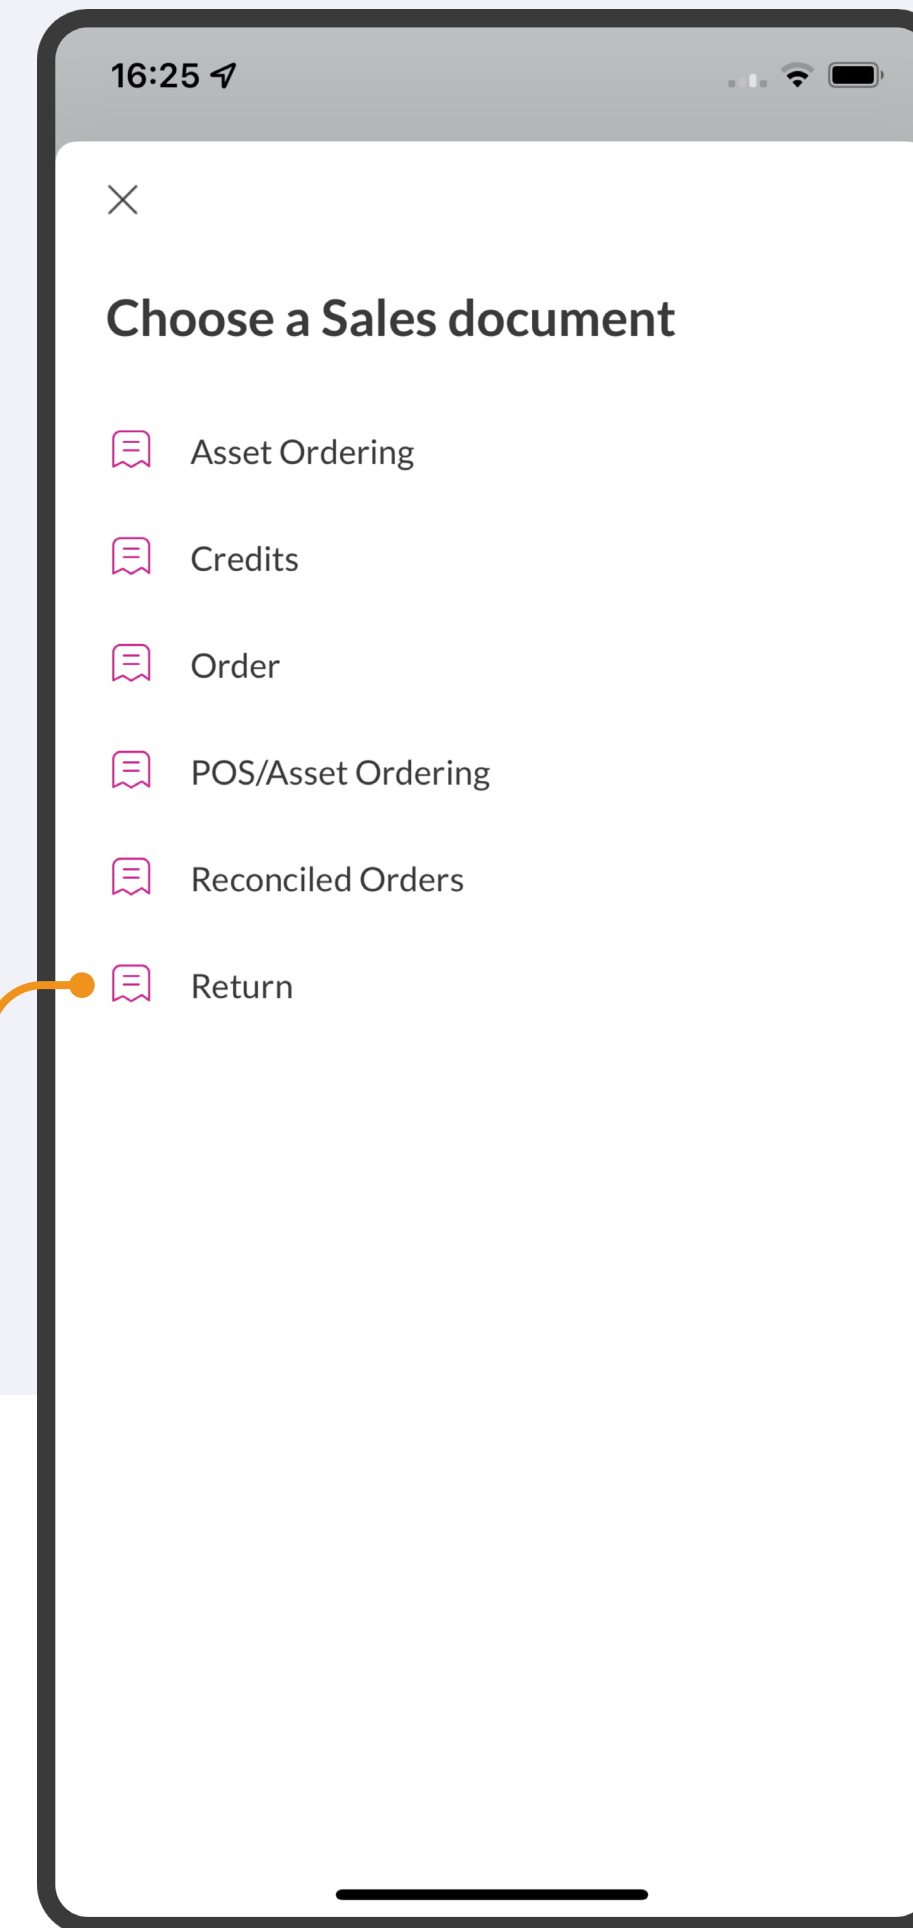 16:25
Choose a Sales document
Asset Ordering
Credits
Order
POS/Asset Ordering
Reconciled Orders
Return